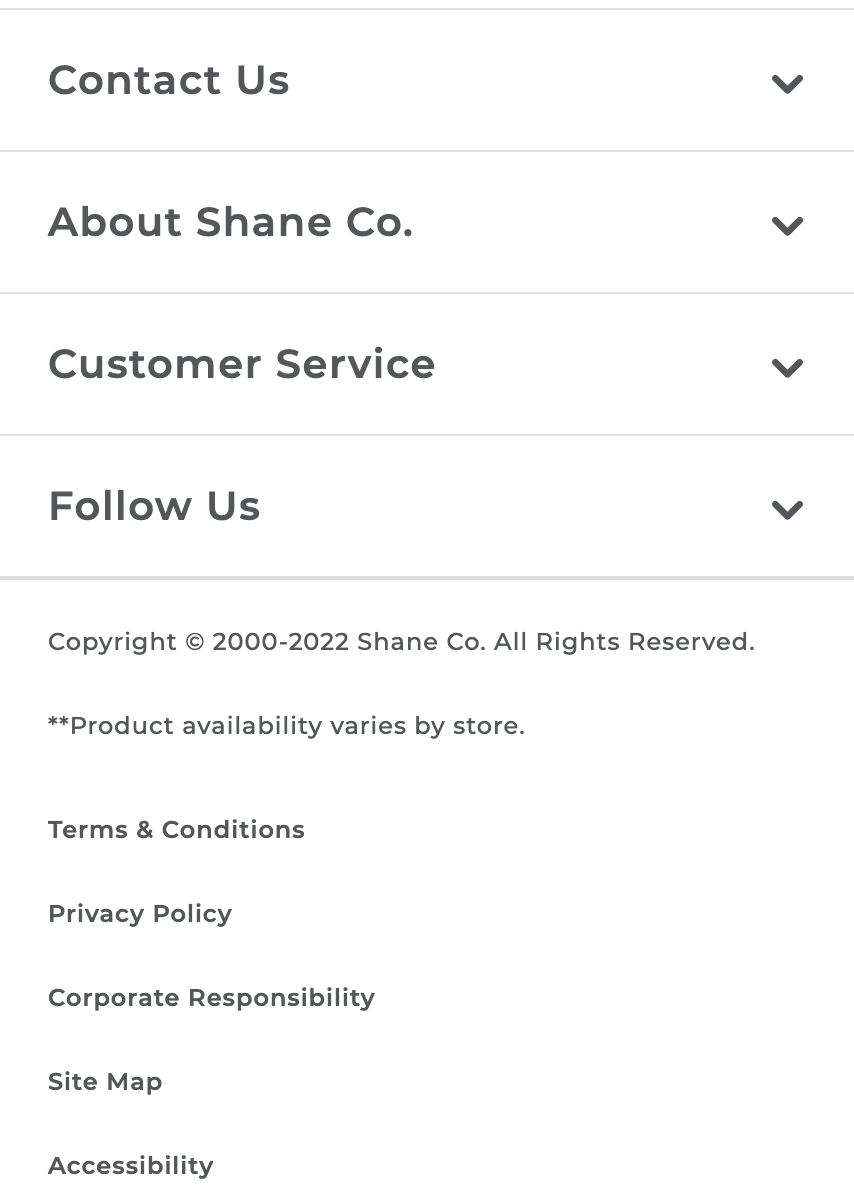 Contact Us
About Shane Co.
Customer Service
Follow Us
Copyright © 2000-2022 Shane Co. All Rights Reserved.
**Product availability varies by store.
Terms & Conditions
Privacy Policy
Corporate Responsibility
Site Map
Accessibility